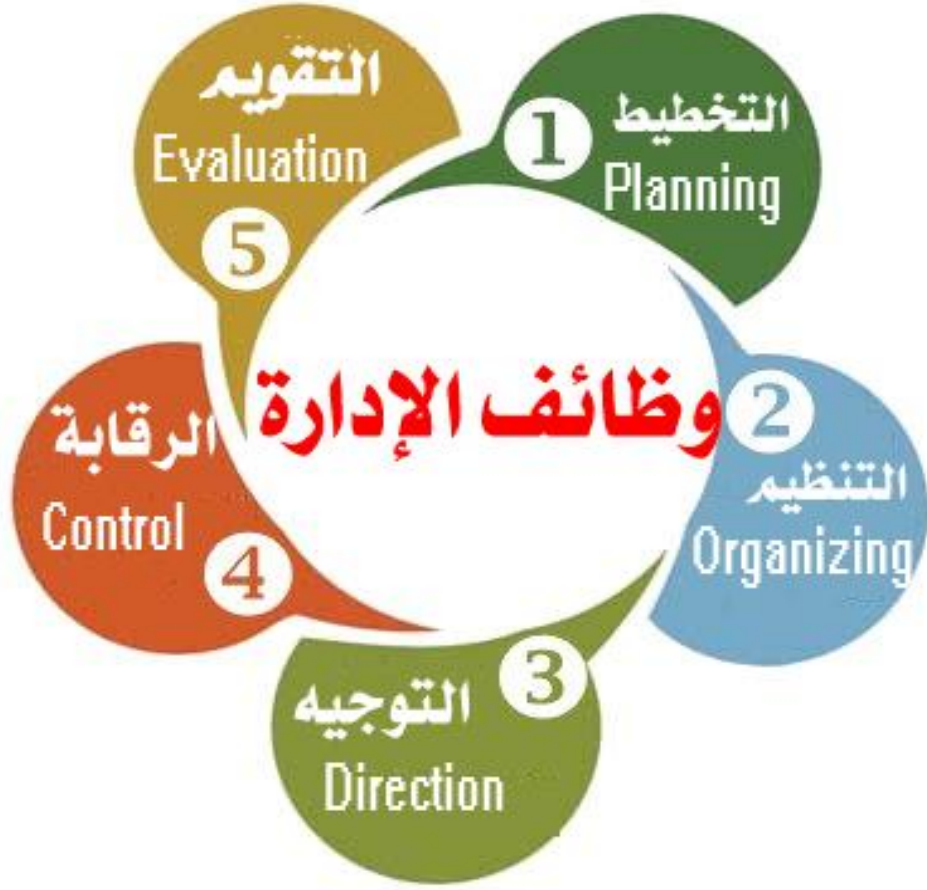 وظائف الإدارة
1
التخطيط
Planning
2
التنظيم
Organizing
3
التوجيه
Direction
4
الرقابة
Control
5
التقويم
Evaluation